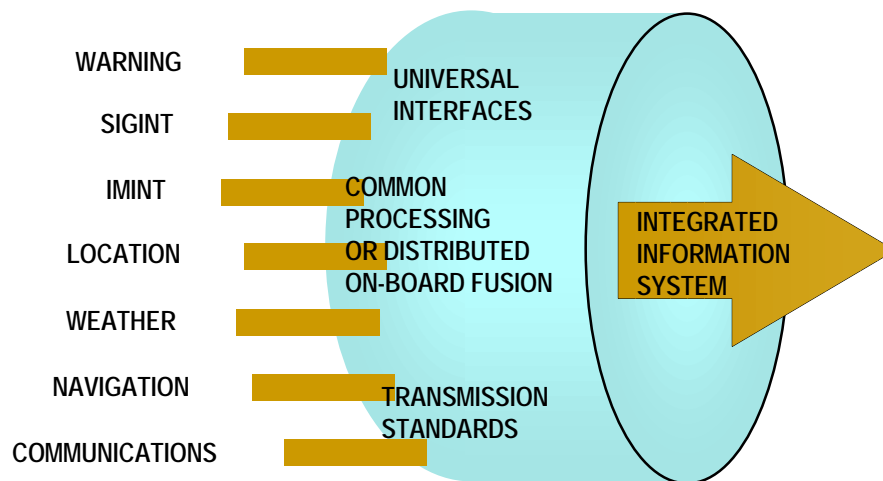 WARNING
SIGINT
IMINT
LOCATION
WEATHER
NAVIGATION
COMMUNICATIONS
UNIVERSAL
INTERFACES
COMMON
PROCESSING
OR DISTRIBUTED
ON-BOARD FUSION
TRANSMISSION
STANDARDS
INTEGRATED
INFORMATION
SYSTEM